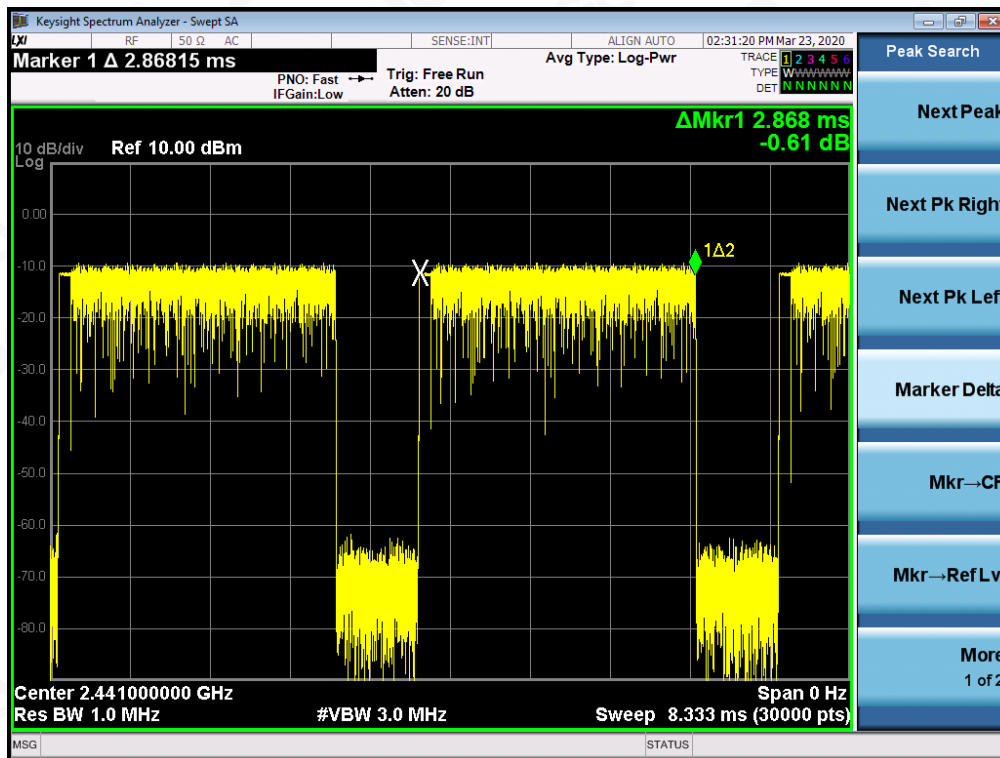 Keysight Spectrum Analyzer - Swept SA
LXI RF 50 Ω AC SENSE:INT ALIGN AUTO 02:31:20 PM Mar 23, 2020
Marker 1 Δ 2.86815 ms
PNO: Fast
IFGain:Low
Trig: Free Run
Atten: 20 dB
Avg Type: Log-Pwr
TRACE 1 2 3 4 5 6
TYPE W
DET N N N N N N
ΔMkr1 2.868 ms
-0.61 dB
10 dB/div Ref 10.00 dBm
Log
0.00
-10.0
-20.0
-30.0
-40.0
-50.0
-60.0
-70.0
-80.0
1Δ2
Center 2.441000000 GHz Span 0 Hz
Res BW 1.0 MHz #VBW 3.0 MHz Sweep 8.333 ms (30000 pts)
MSG STATUS
Peak Search
Next Peak
Next Pk Right
Next Pk Left
Marker Delta
Mkr→CF
Mkr→Ref Lv
More
1 of 2